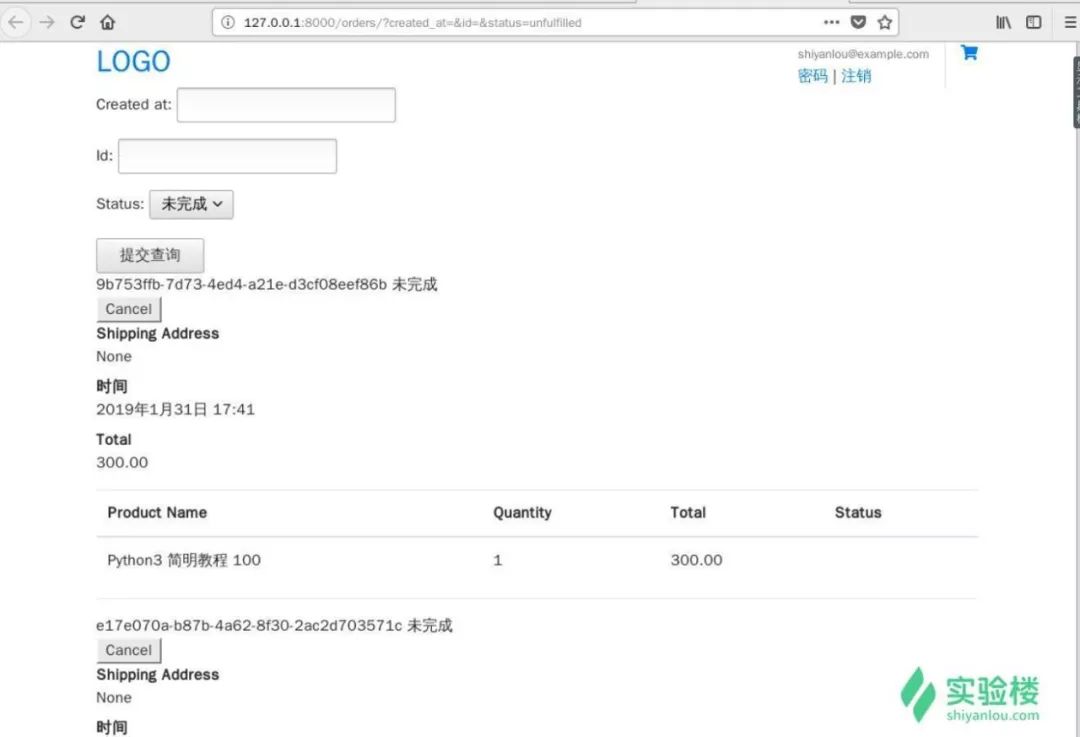 127.0.0.1:8000/orders/?created_at=&id=&status=unfulfilled
LOGO
shiyanlou@example.com
密码 | 注销
Created at:
Id:
Status: 未完成
提交查询
9b753ffb-7d73-4ed4-a21e-d3cf08eef86b 未完成
Cancel
Shipping Address
None
时间
2019年1月31日 17:41
Total
300.00
Product Name Quantity Total Status
Python3 简明教程 100 1 300.00
e17e070a-b87b-4a62-8f30-2ac2d703571c 未完成
Cancel
Shipping Address
None
时间
实验楼
shiyanlou.com